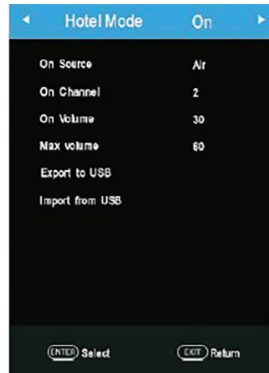 Hotel Mode On
On Source Air
On Channel 2
On Volume 30
Max volume 60
Export to USB
Import from USB
ENTER Select EXIT Return